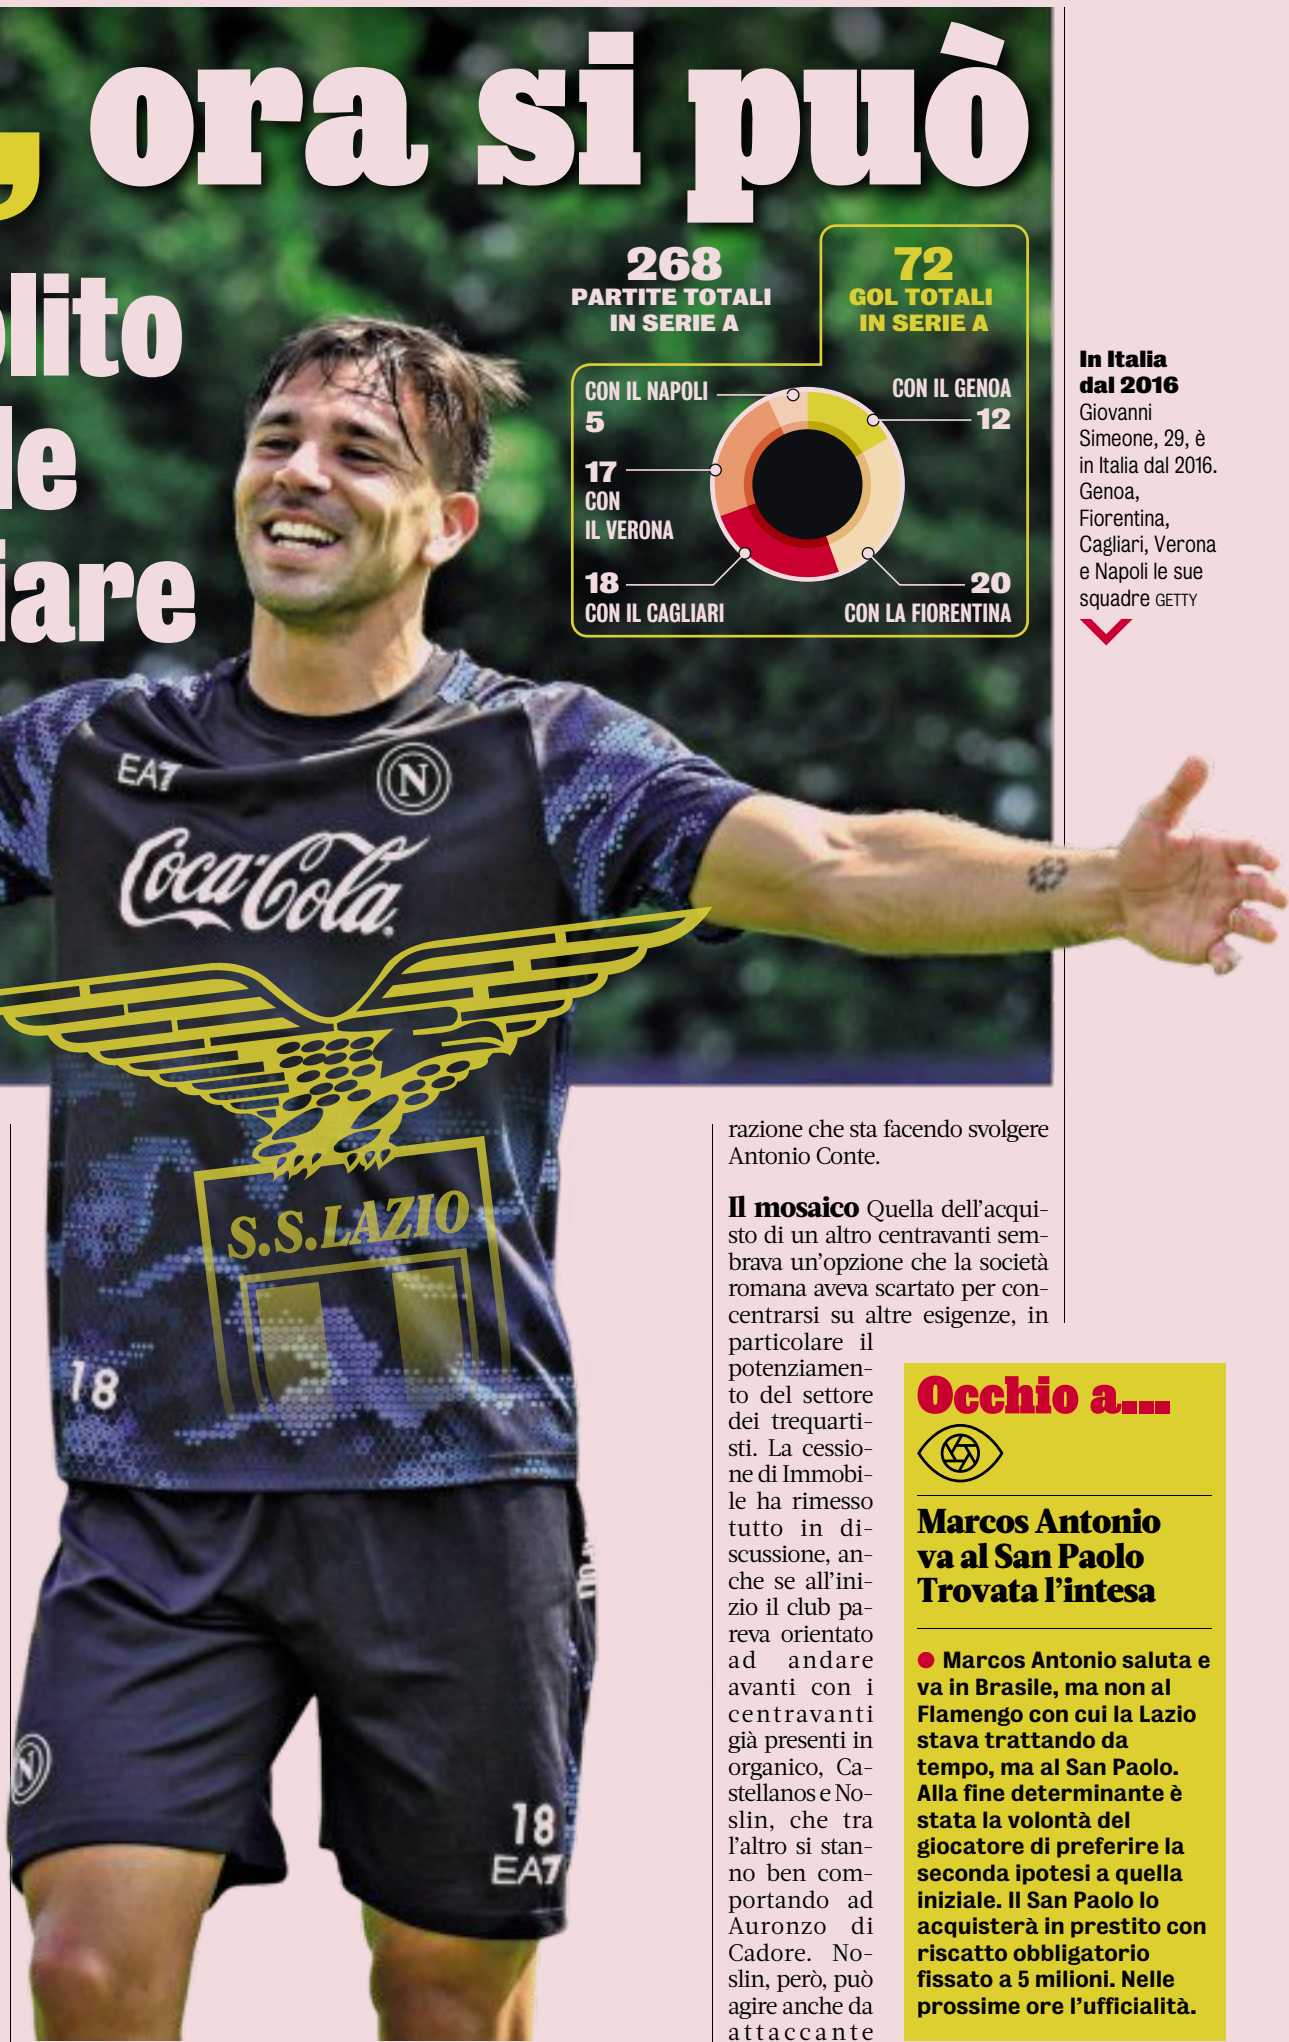 , ora si può
lito
le
iare
268
PARTITE TOTALI
IN SERIE A
72
GOL TOTALI
IN SERIE A
CON IL NAPOLI
5
CON IL GENOA
12
17
CON
IL VERONA
18
CON IL CAGLIARI
20
CON LA FIORENTINA
In Italia
dal 2016
Giovanni
Simeone, 29, è
in Italia dal 2016.
Genoa,
Fiorentina,
Cagliari, Verona
e Napoli le sue
squadre GETTY
EA7
N
Coca-Cola
S.S.LAZIO
18
N
18
EA7
razione che sta facendo svolgere
Antonio Conte.
Il mosaico Quella dell'acqui-
sto di un altro centravanti sem-
brava un'opzione che la società
romana aveva scartato per con-
centrarsi su altre esigenze, in
particolare il
potenziamen-
to del settore
dei trequarti-
sti. La cessio-
ne di Immobi-
le ha rimesso
tutto in di-
scussione, an-
che se all'ini-
zio il club pa-
reva orientato
ad andare
avanti con i
centravanti
già presenti in
organico, Ca-
stellanos e No-
slin, che tra
l'altro si stan-
no ben com-
portando ad
Auronzo di
Cadore. No-
slin, però, può
agire anche da
attaccante
Occhio a...
Marcos Antonio
va al San Paolo
Trovata l'intesa
● Marcos Antonio saluta e
va in Brasile, ma non al
Flamengo con cui la Lazio
stava trattando da
tempo, ma al San Paolo.
Alla fine determinante è
stata la volontà del
giocatore di preferire la
seconda ipotesi a quella
iniziale. Il San Paolo lo
acquisterà in prestito con
riscatto obbligatorio
fissato a 5 milioni. Nelle
prossime ore l'ufficialità.